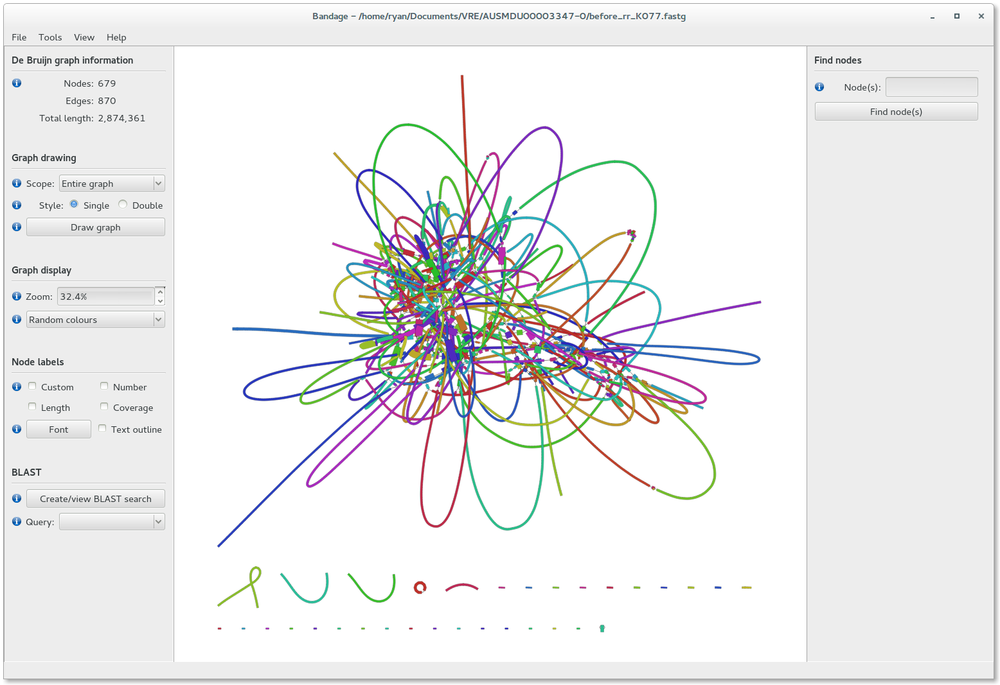 Bandage - /home/ryan/Documents/VRE/AUSMDU00003347-0/before_rr_K077.fastg
File Tools View Help
De Bruijn graph information
Nodes: 679
Edges: 870
Total length: 2,874,361
Graph drawing
Scope: Entire graph
Style: Single Double
Draw graph
Graph display
Zoom: 32.4%
Random colours
Node labels
Custom Number
Length Coverage
Font Text outline
BLAST
Create/view BLAST search
Query:
Find nodes
Node(s):
Find node(s)